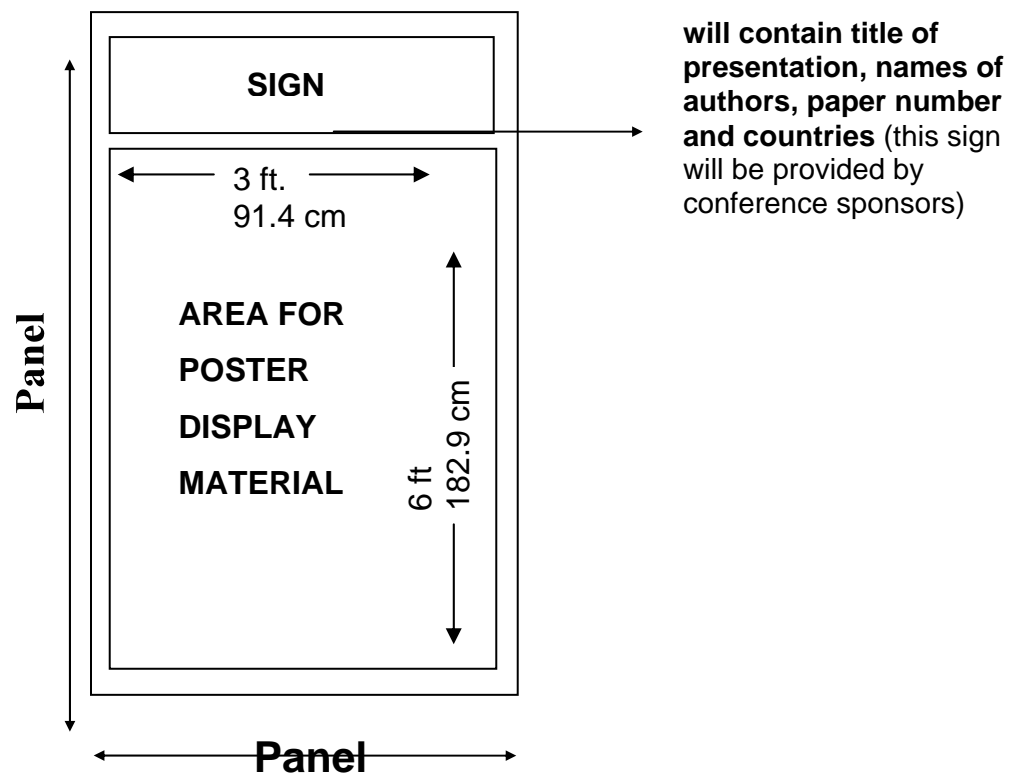 SIGN
will contain title of
presentation, names of
authors, paper number
and countries (this sign
will be provided by
conference sponsors)
3 ft.
91.4 cm
AREA FOR
POSTER
DISPLAY
MATERIAL
6 ft
182.9 cm
Panel
Panel